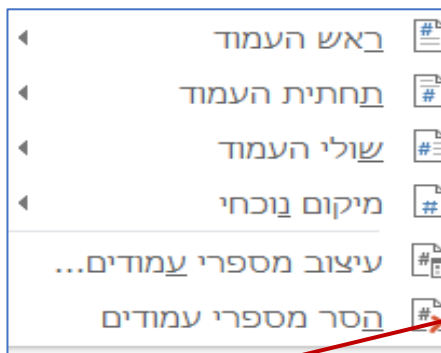 ראש העמוד
תחתית העמוד
שולי העמוד
מיקום נוכחי
עיצוב מספרי עמודים...
הסר מספרי עמודים